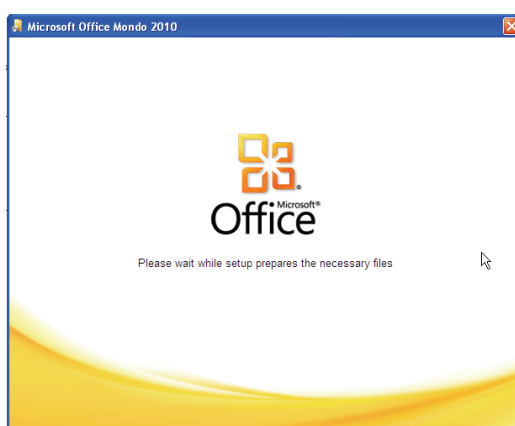 Microsoft Office Mondo 2010
Microsoft®
Office
Please wait while setup prepares the necessary files